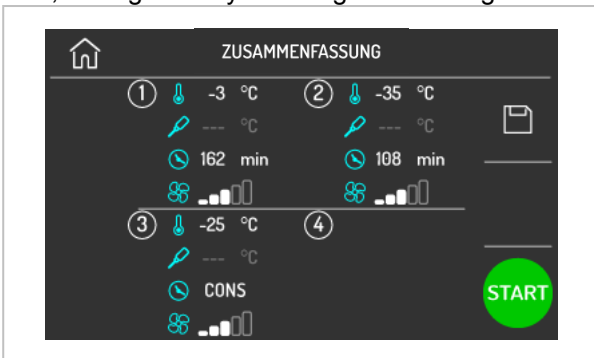 ZUSAMMENFASSUNG
1 -3 °C
--- °C
162 min
2 -35 °C
--- °C
108 min
3 -25 °C
--- °C
CONS
4
START